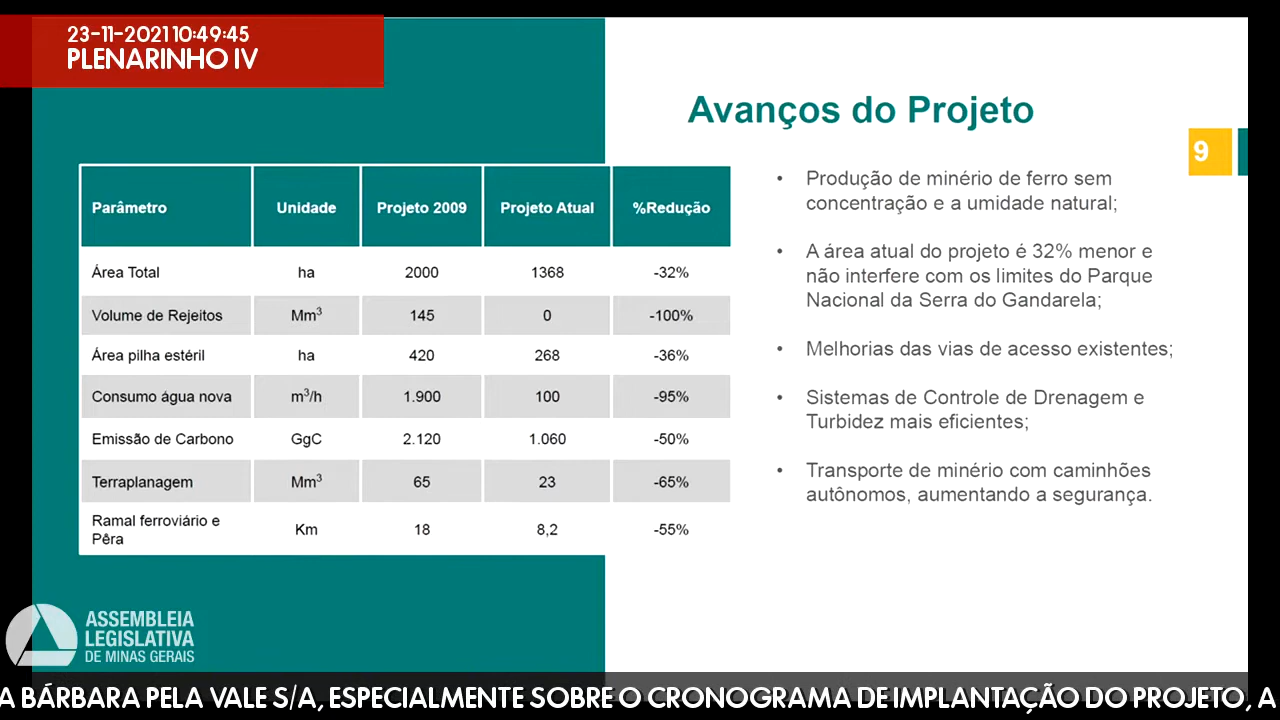 23-11-2021 10:49:45
PLENARINHO IV
Avanços do Projeto
9
Parâmetro Unidade Projeto 2009 Projeto Atual %Redução
Área Total ha 2000 1368 -32%
Volume de Rejeitos Mm³ 145 0 -100%
Área pilha estéril ha 420 268 -36%
Consumo água nova m³/h 1.900 100 -95%
Emissão de Carbono GgC 2.120 1.060 -50%
Terraplanagem Mm³ 65 23 -65%
Ramal ferroviário e
Pêra Km 18 8,2 -55%
• Produção de minério de ferro sem
concentração e a umidade natural;
• A área atual do projeto é 32% menor e
não interfere com os limites do Parque
Nacional da Serra do Gandarela;
• Melhorias das vias de acesso existentes;
• Sistemas de Controle de Drenagem e
Turbidez mais eficientes;
• Transporte de minério com caminhões
autônomos, aumentando a segurança.
ASSEMBLEIA
LEGISLATIVA
DE MINAS GERAIS
A BÁRBARA PELA VALE S/A, ESPECIALMENTE SOBRE O CRONOGRAMA DE IMPLANTAÇÃO DO PROJETO, A